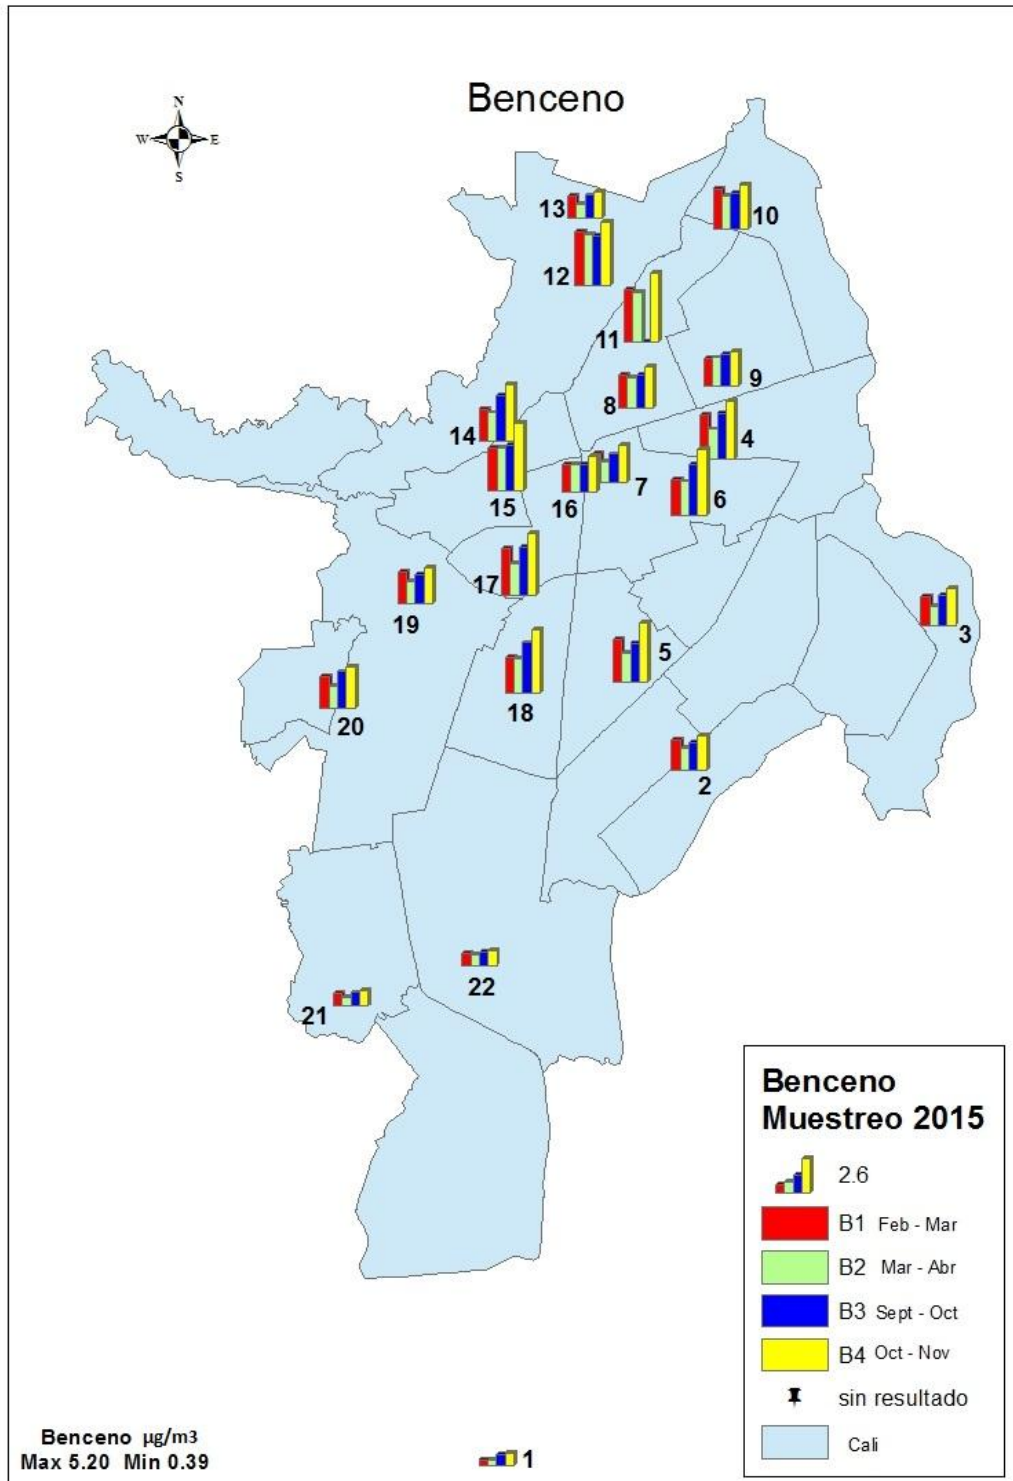 Benceno
N
W E
S
13
10
12
11
9
8
14
4
7
16
6
15
17
19
3
5
18
20
2
22
21
Benceno
Muestreo 2015
2.6
B1 Feb - Mar
B2 Mar - Abr
B3 Sept - Oct
B4 Oct - Nov
sin resultado
Cali
Benceno µg/m3
Max 5.20 Min 0.39
1